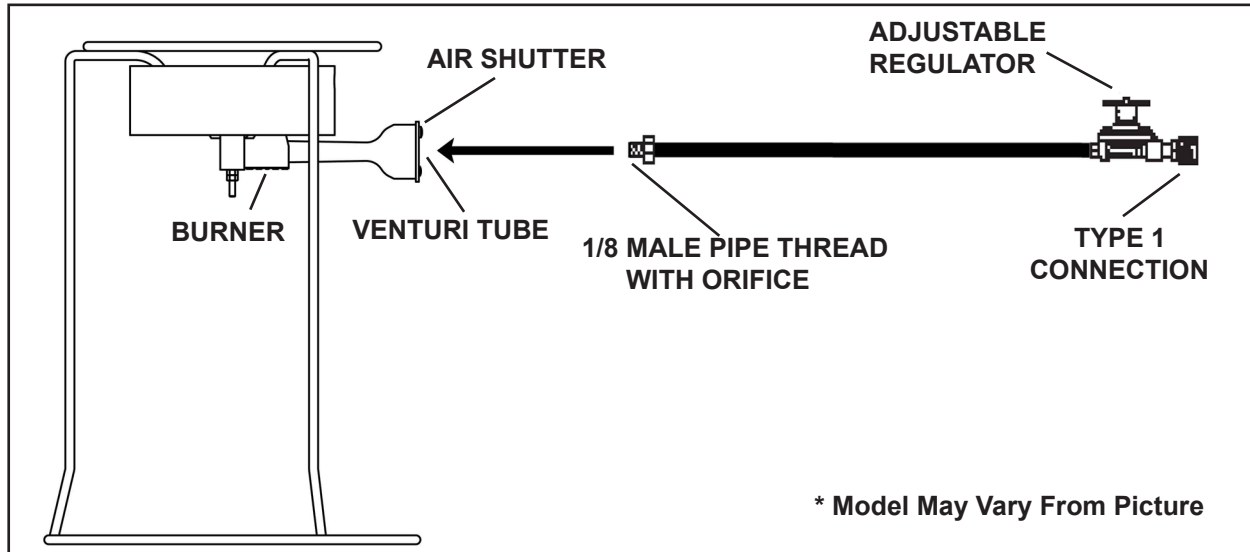 AIR SHUTTER
ADJUSTABLE
REGULATOR
BURNER
VENTURI TUBE
1/8 MALE PIPE THREAD
WITH ORIFICE
TYPE 1
CONNECTION
* Model May Vary From Picture